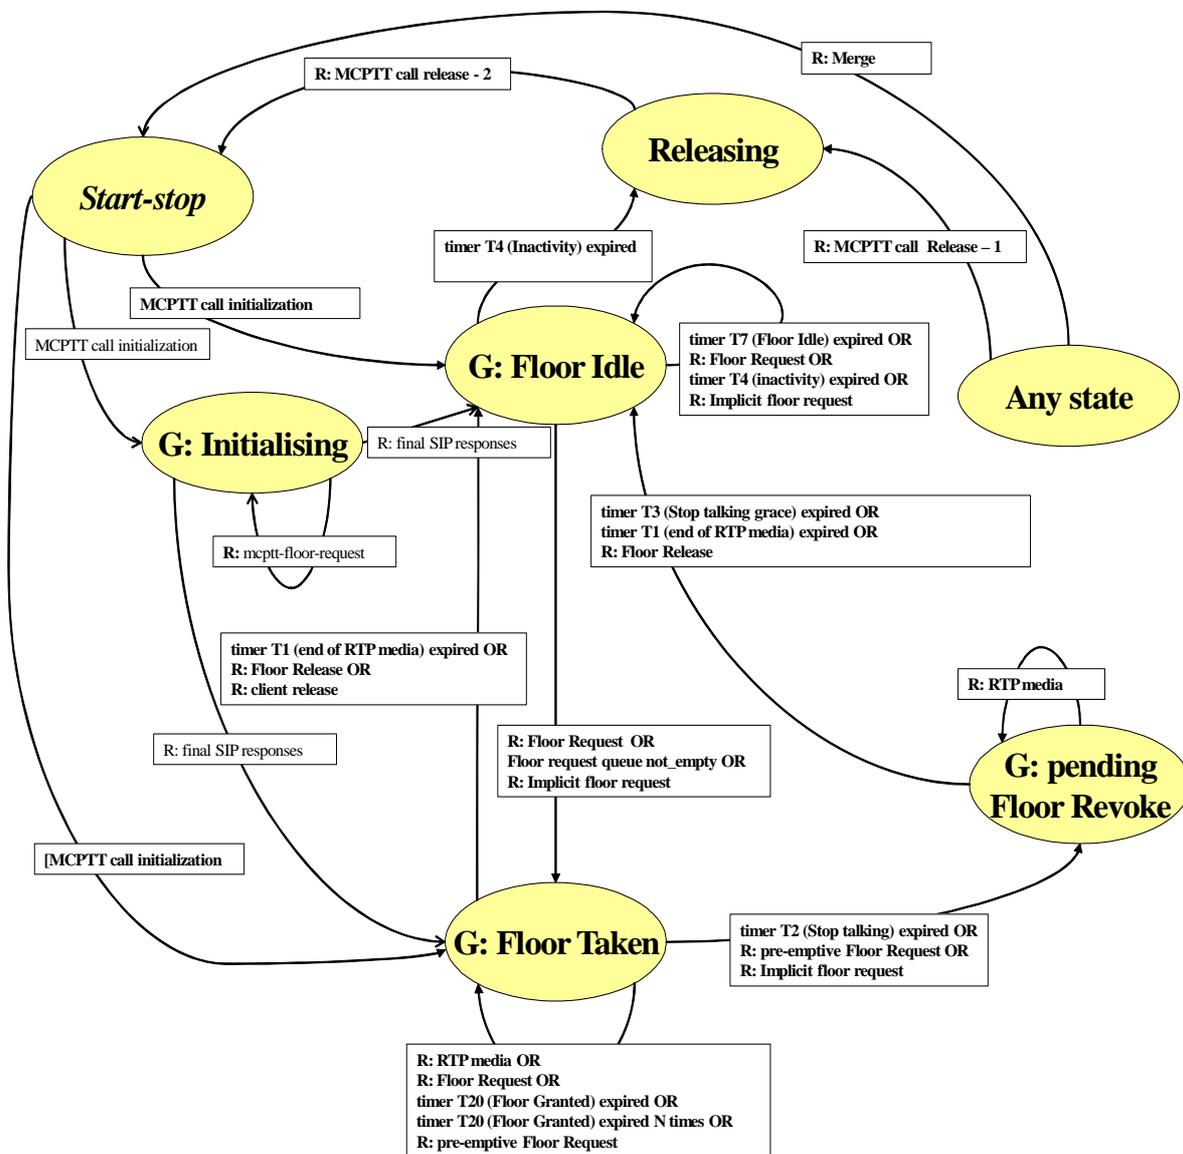 R: Merge
R: MCPTT call release - 2
Releasing
Start-stop
timer T4 (Inactivity) expired
R: MCPTT call Release – 1
MCPTT call initialization
MCPTT call initialization
G: Floor Idle
timer T7 (Floor Idle) expired OR
R: Floor Request OR
timer T4 (inactivity) expired OR
R: Implicit floor request
Any state
G: Initialising
R: final SIP responses
timer T3 (Stop talking grace) expired OR
timer T1 (end of RTP media) expired OR
R: Floor Release
R: mcptt-floor-request
timer T1 (end of RTP media) expired OR
R: Floor Release OR
R: client release
R: RTP media
R: final SIP responses
R: Floor Request OR
Floor request queue not_empty OR
R: Implicit floor request
G: pending
Floor Revoke
[MCPTT call initialization
G: Floor Taken
timer T2 (Stop talking) expired OR
R: pre-emptive Floor Request OR
R: Implicit floor request
R: RTP media OR
R: Floor Request OR
timer T20 (Floor Granted) expired OR
timer T20 (Floor Granted) expired N times OR
R: pre-emptive Floor Request